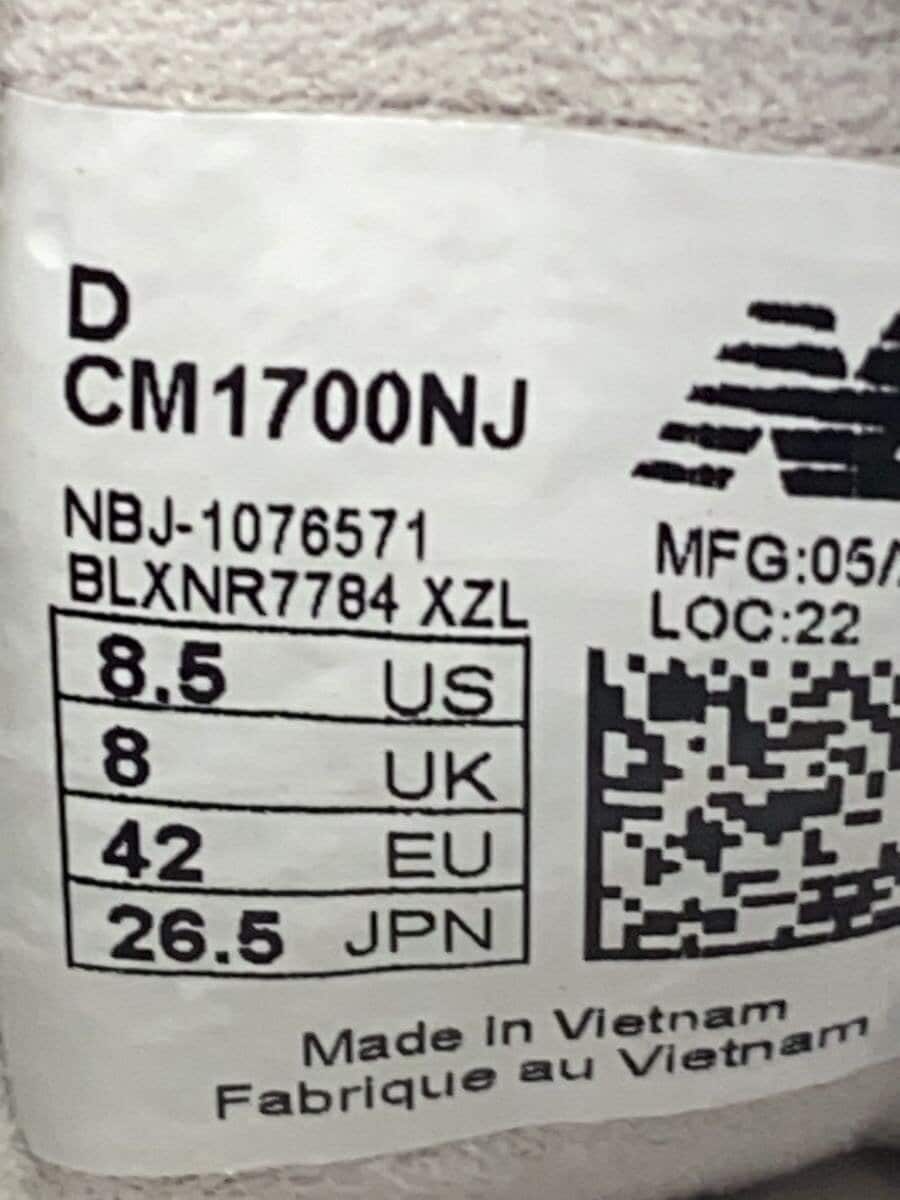 D
CM1700NJ
NBJ-1076571
BLXNR7784 XZL
8.5 US
8 UK
42 EU
26.5 JPN
MFG:05/
LOC:22
Made in Vietnam
Fabrique au Vietnam